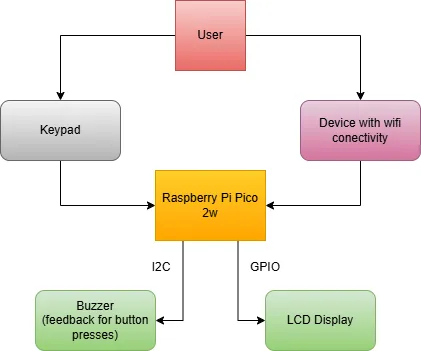 User
Keypad
Device with wifi
conectivity
Raspberry Pi Pico
2w
I2C
GPIO
Buzzer
(feedback for button
presses)
LCD Display